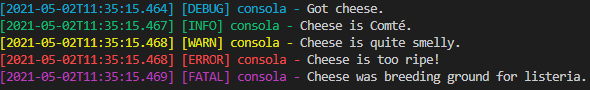 [2021-05-02T11:35:15.464] [DEBUG] consola - Got cheese.
[2021-05-02T11:35:15.467] [INFO] consola - Cheese is Comté.
[2021-05-02T11:35:15.468] [WARN] consola - Cheese is quite smelly.
[2021-05-02T11:35:15.468] [ERROR] consola - Cheese is too ripe!
[2021-05-02T11:35:15.469] [FATAL] consola - Cheese was breeding ground for listeria.